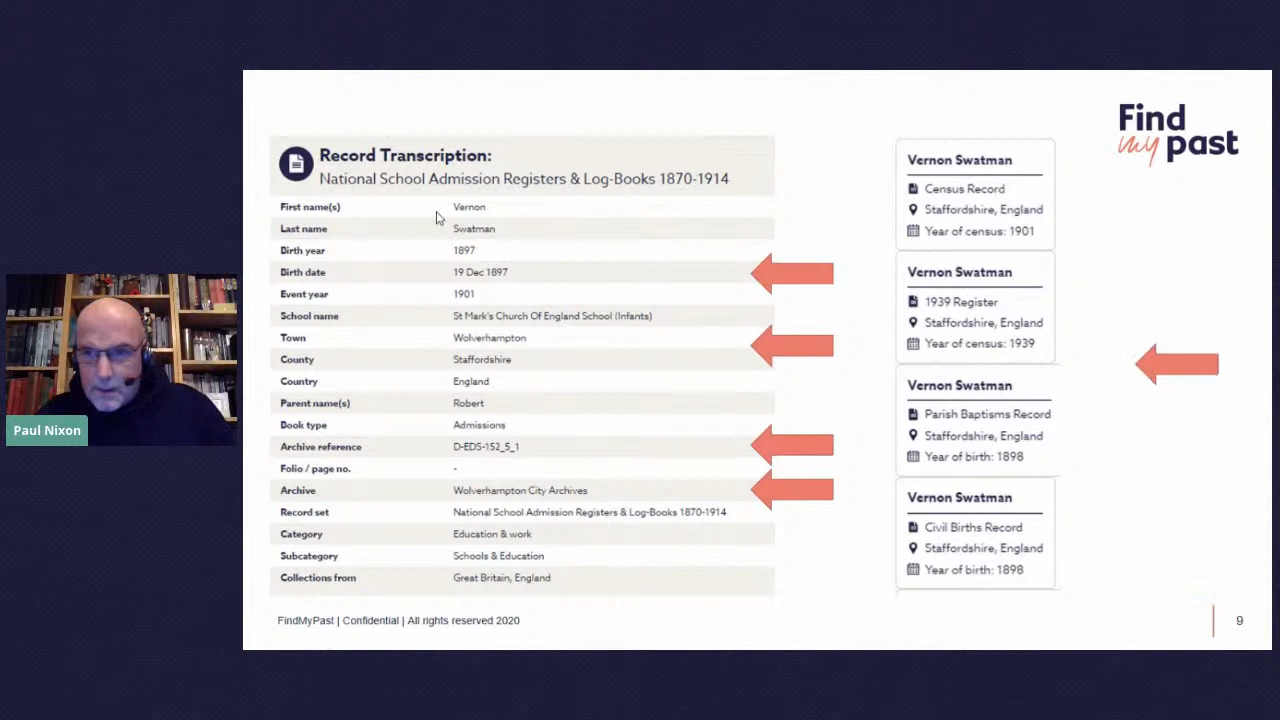 Find
my past
Record Transcription:
National School Admission Registers & Log-Books 1870-1914
First name(s) Vernon
Last name Swatman
Birth year 1897
Birth date 19 Dec 1897
Event year 1901
School name St Mark's Church Of England School (Infants)
Town Wolverhampton
County Staffordshire
Country England
Parent name(s) Robert
Book type Admissions
Archive reference D-EDS-152_5_1
Folio / page no. -
Archive Wolverhampton City Archives
Record set National School Admission Registers & Log-Books 1870-1914
Category Education & work
Subcategory Schools & Education
Collections from Great Britain, England
Vernon Swatman
Census Record
Staffordshire, England
Year of census: 1901
Vernon Swatman
1939 Register
Staffordshire, England
Year of census: 1939
Vernon Swatman
Parish Baptisms Record
Staffordshire, England
Year of birth: 1898
Vernon Swatman
Civil Births Record
Staffordshire, England
Year of birth: 1898
Paul Nixon
FindMyPast | Confidential | All rights reserved 2020
9